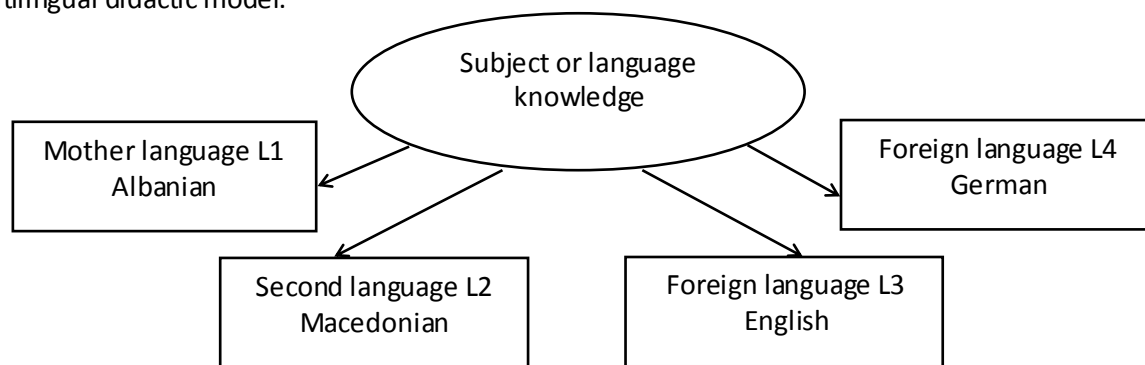 didactic model.
Subject or language
knowledge
Mother language L1
Albanian
Foreign language L4
German
Second language L2
Macedonian
Foreign language L3
English